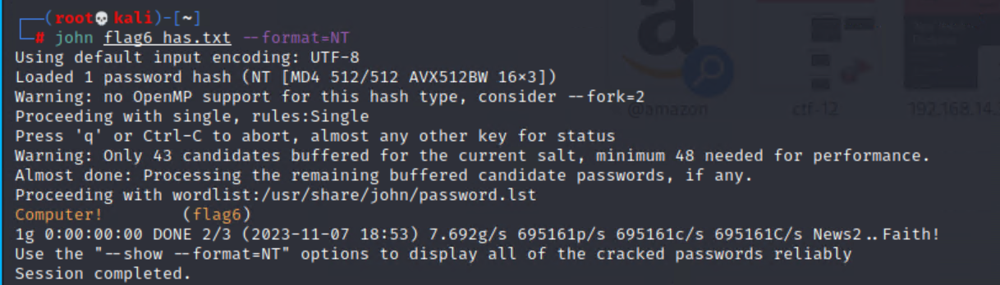 ┌──(root💀kali)-[~]
└─# john flag6_has.txt --format=NT
Using default input encoding: UTF-8
Loaded 1 password hash (NT [MD4 512/512 AVX512BW 16×3])
Warning: no OpenMP support for this hash type, consider --fork=2
Proceeding with single, rules:Single
Press 'q' or Ctrl-C to abort, almost any other key for status
Warning: Only 43 candidates buffered for the current salt, minimum 48 needed for performance.
Almost done: Processing the remaining buffered candidate passwords, if any.
Proceeding with wordlist:/usr/share/john/password.lst
Computer!        (flag6)
1g 0:00:00:00 DONE 2/3 (2023-11-07 18:53) 7.692g/s 695161p/s 695161c/s 695161C/s News2..Faith!
Use the "--show --format=NT" options to display all of the cracked passwords reliably
Session completed.
@amazon
ctf-12
192.168.14...